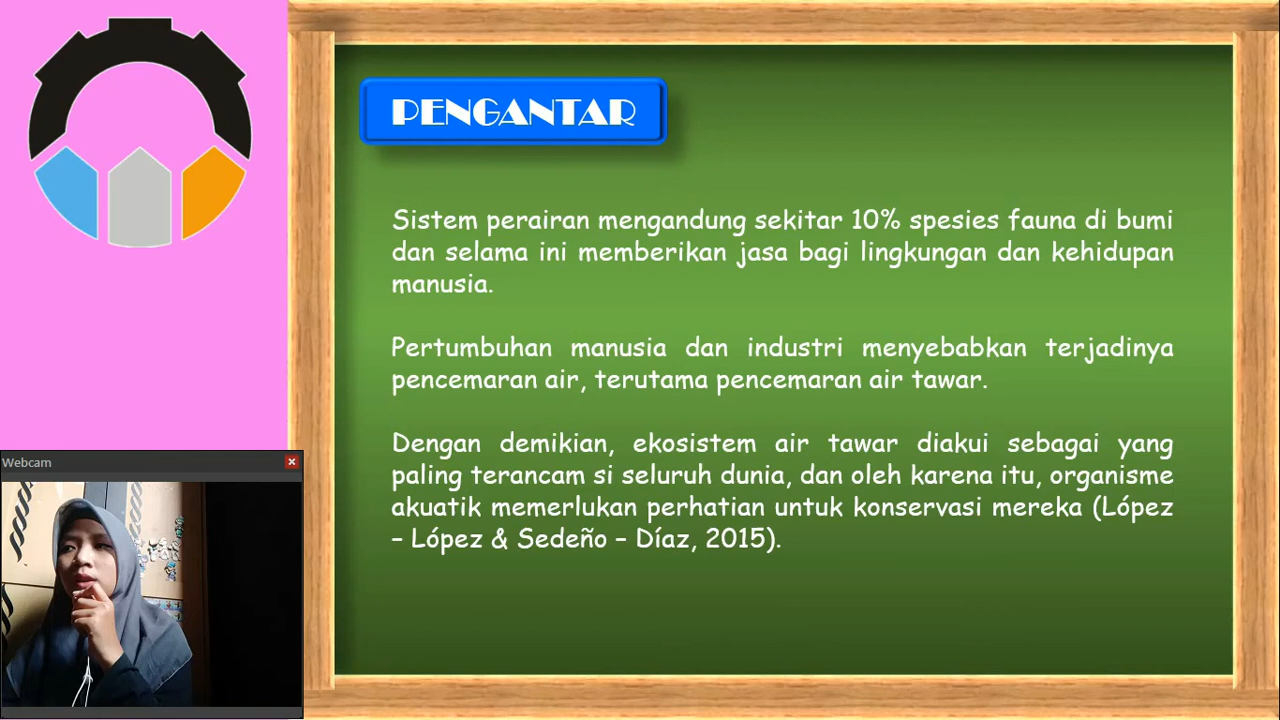 PENGANTAR
Sistem perairan mengandung sekitar 10% spesies fauna di bumi
dan selama ini memberikan jasa bagi lingkungan dan kehidupan
manusia.
Pertumbuhan manusia dan industri menyebabkan terjadinya
pencemaran air, terutama pencemaran air tawar.
Dengan demikian, ekosistem air tawar diakui sebagai yang
paling terancam si seluruh dunia, dan oleh karena itu, organisme
akuatik memerlukan perhatian untuk konservasi mereka (López
– López & Sedeño – Díaz, 2015).
Webcam